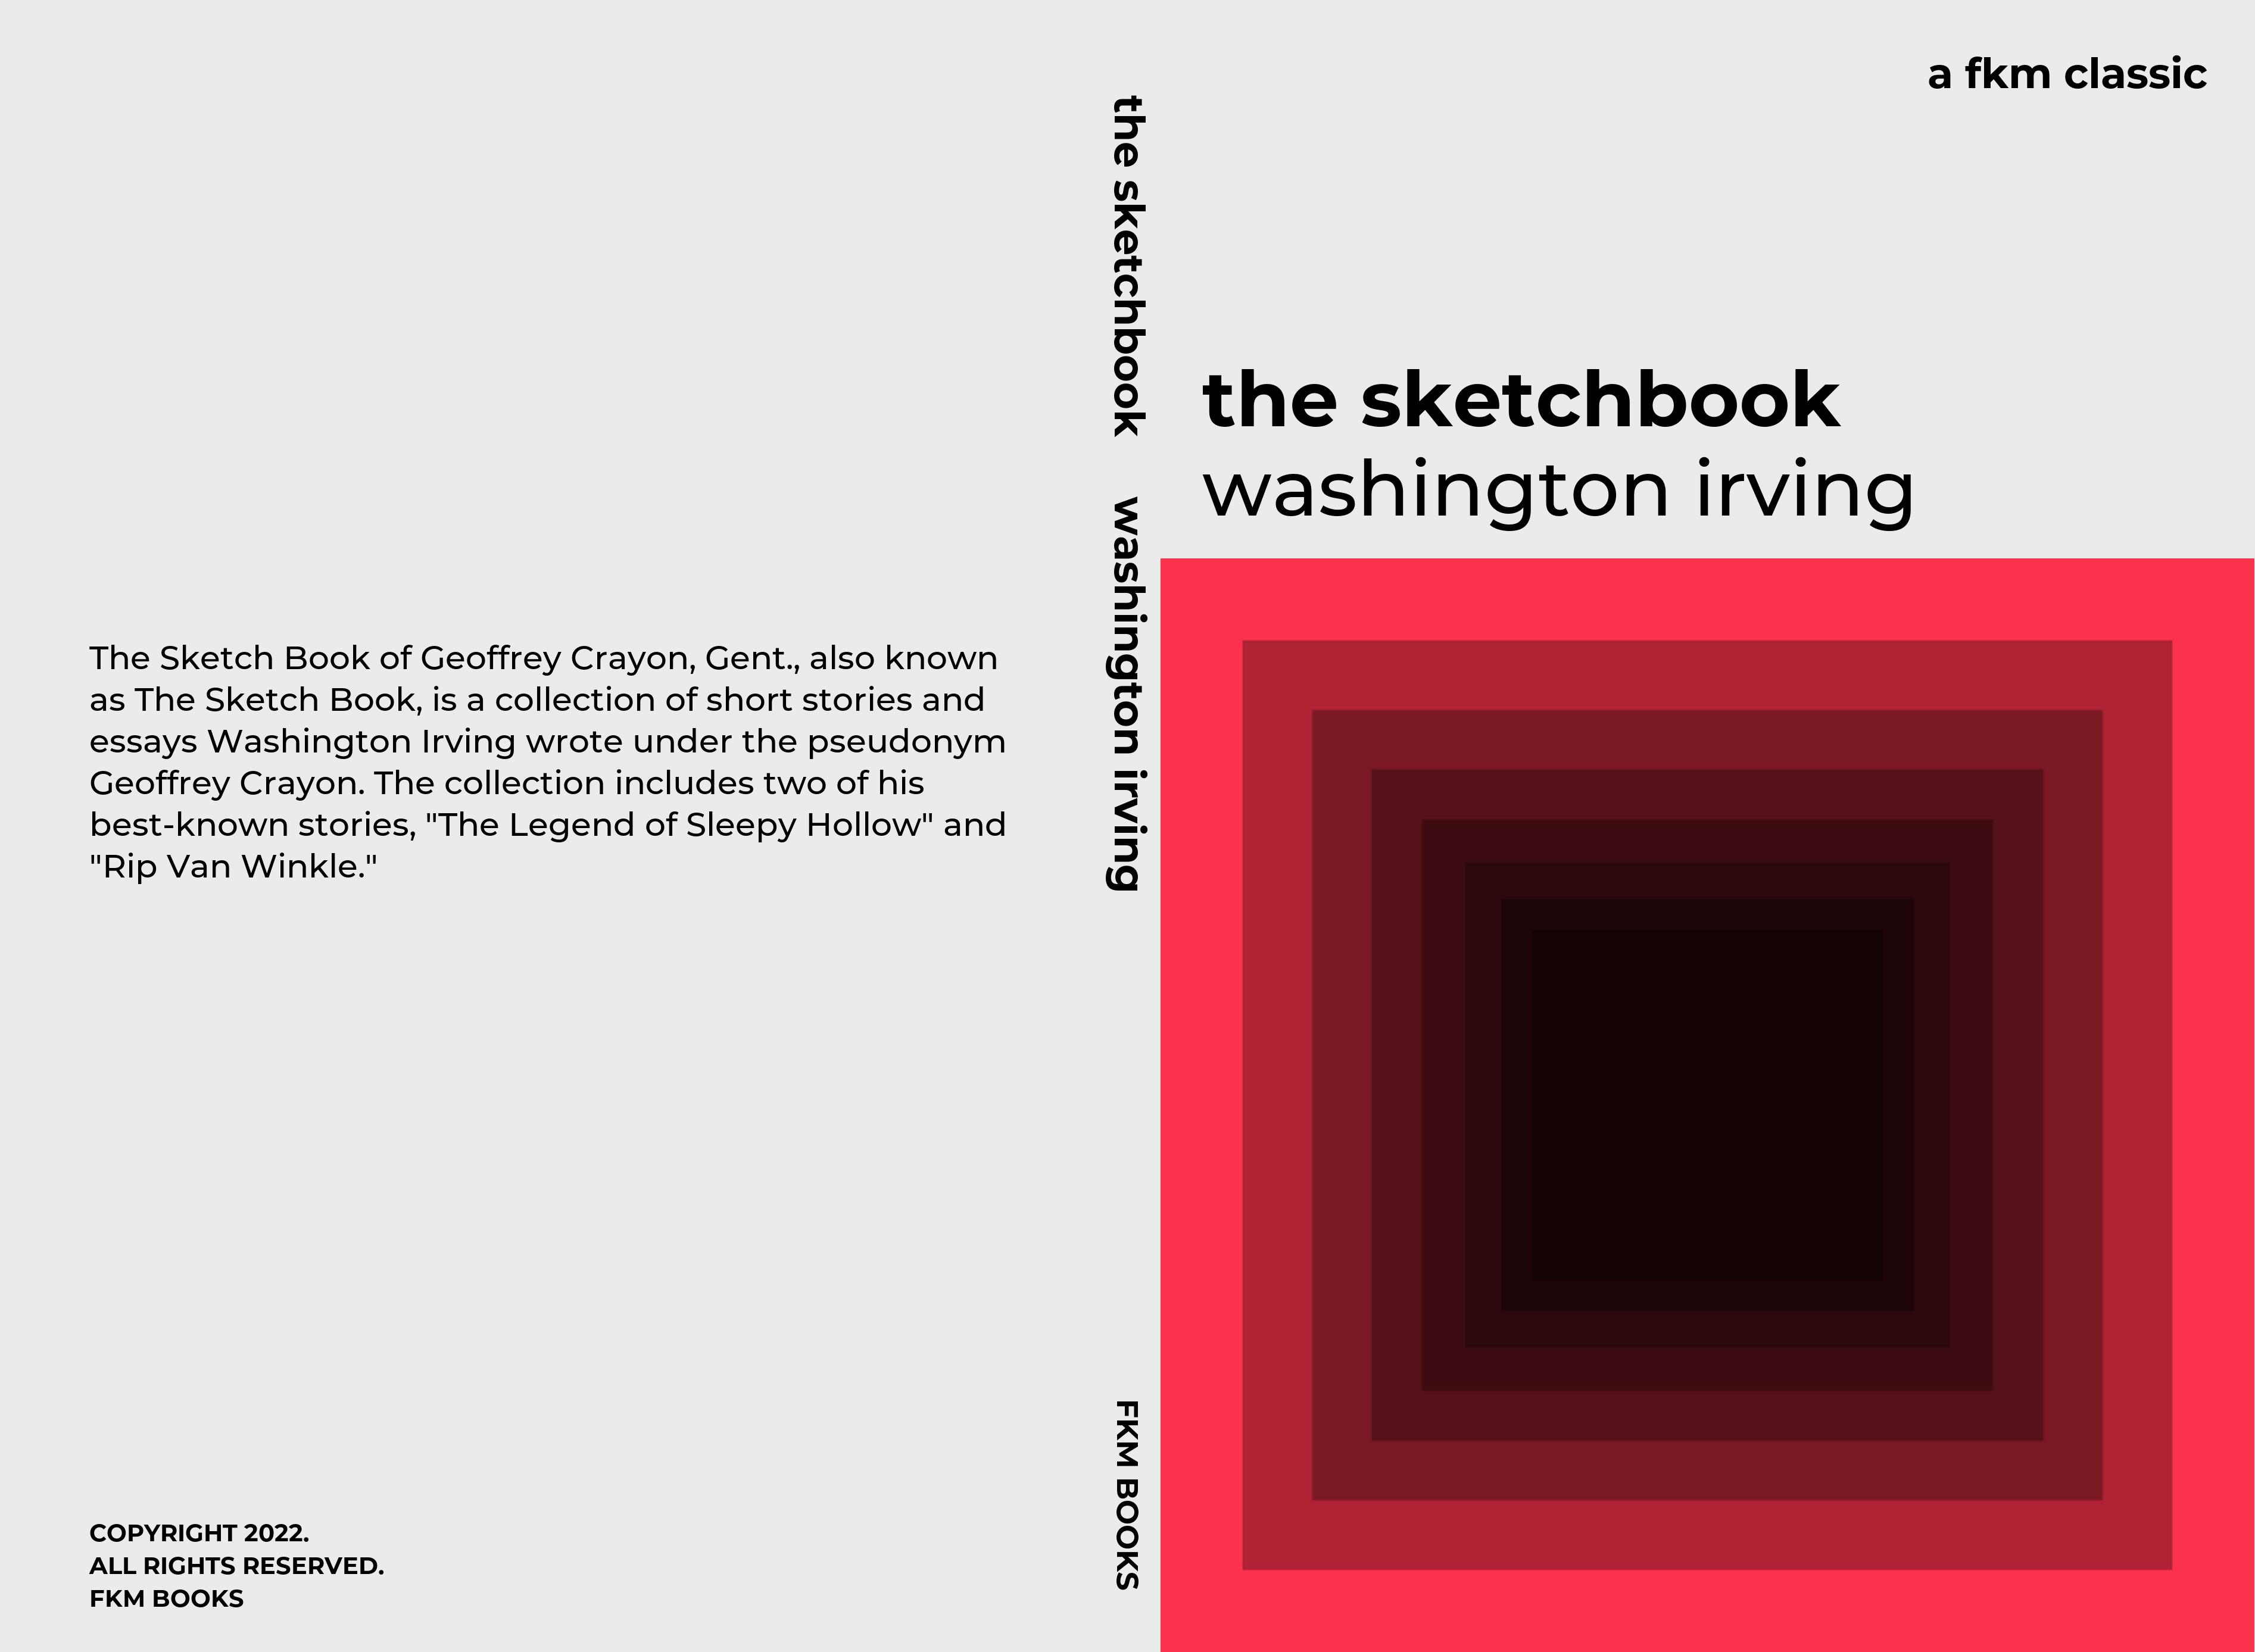 a fkm classic
the sketchbook
washington irving
the sketchbook washington irving
FKM BOOKS
The Sketch Book of Geoffrey Crayon, Gent., also known
as The Sketch Book, is a collection of short stories and
essays Washington Irving wrote under the pseudonym
Geoffrey Crayon. The collection includes two of his
best-known stories, "The Legend of Sleepy Hollow" and
"Rip Van Winkle."
COPYRIGHT 2022.
ALL RIGHTS RESERVED.
FKM BOOKS